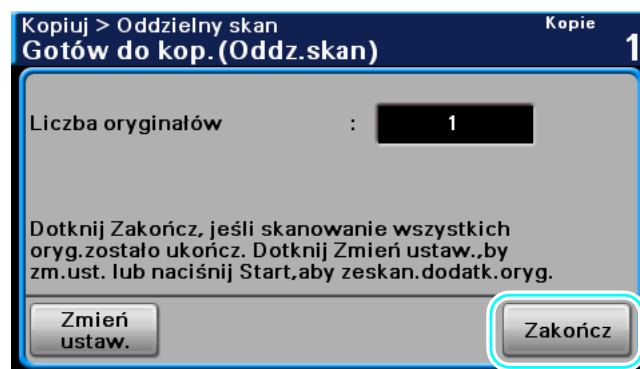 Kopiuj > Oddzielny skan
Kopie
Gotów do kop.(Oddz.skan)
1
Liczba oryginałów : 1
Dotknij Zakończ, jeśli skanowanie wszystkich
oryg.zostało ukończ. Dotknij Zmień ustaw.,by
zm.ust. lub naciśnij Start,aby zeskan.dodatk.oryg.
Zmień
ustaw.
Zakończ